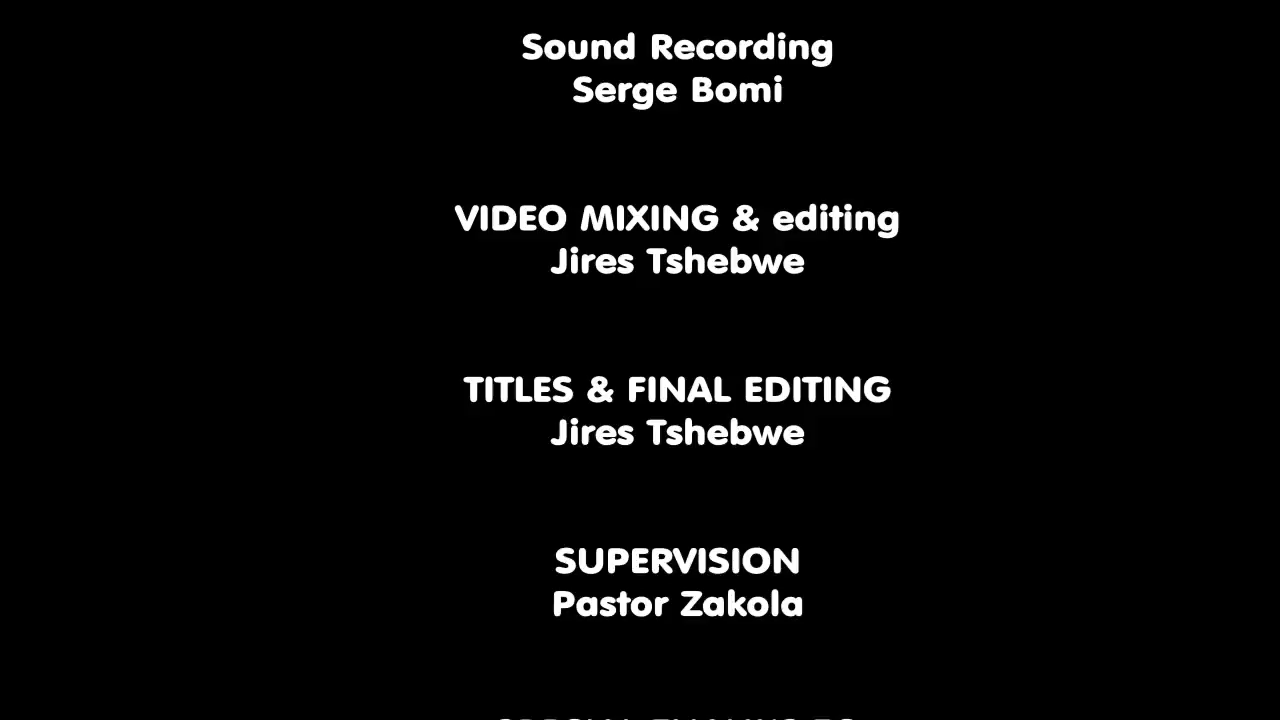 Sound Recording
Serge Bomi
VIDEO MIXING & editing
Jires Tshebwe
TITLES & FINAL EDITING
Jires Tshebwe
SUPERVISION
Pastor Zakola